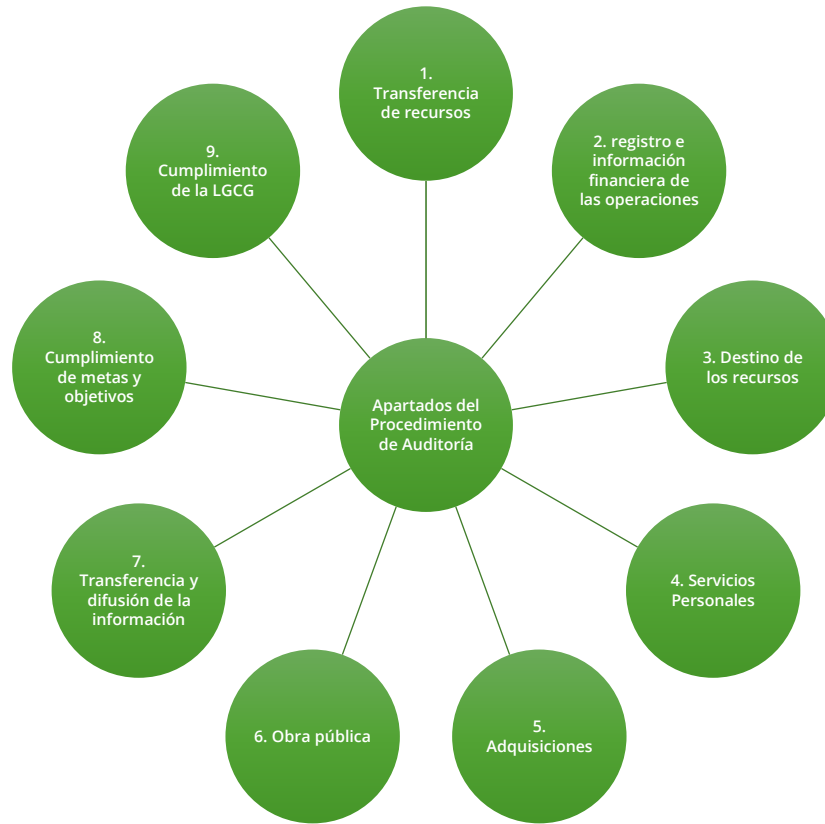 1.
Transferencia
de recursos
2. registro e
información
financiera de
las operaciones
3. Destino de
los recursos
4. Servicios
Personales
5.
Adquisiciones
6. Obra pública
7.
Transferencia y
difusión de la
información
8.
Cumplimiento
de metas y
objetivos
9.
Cumplimiento
de la LGCG
Apartados del
Procedimiento
de Auditoría